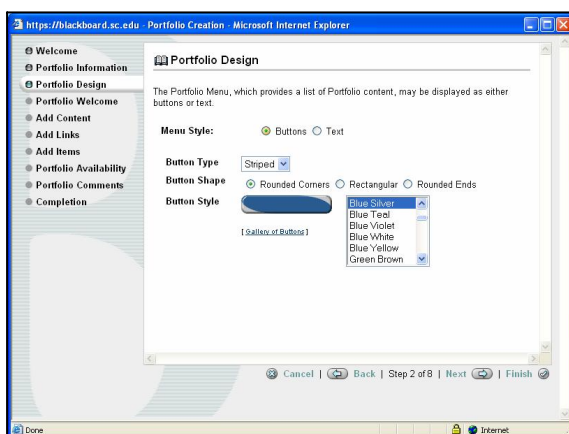 https://blackboard.sc.edu - Portfolio Creation - Microsoft Internet Explorer
Welcome
Portfolio Information
Portfolio Design
Portfolio Welcome
Add Content
Add Links
Add Items
Portfolio Availability
Portfolio Comments
Completion
Portfolio Design
The Portfolio Menu, which provides a list of Portfolio content, may be displayed as either
buttons or text.
Menu Style: Buttons Text
Button Type Striped
Button Shape Rounded Corners Rectangular Rounded Ends
Button Style
[ Gallery of Buttons ]
Blue Silver
Blue Teal
Blue Violet
Blue White
Blue Yellow
Green Brown
Cancel | Back | Step 2 of 8 | Next | Finish
Done Internet